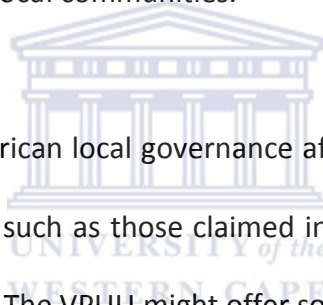 ocal communities.
rican local governance af
such as those claimed in
UNIVERSITY of the
The VPUU might offer so
WESTERN CAPE